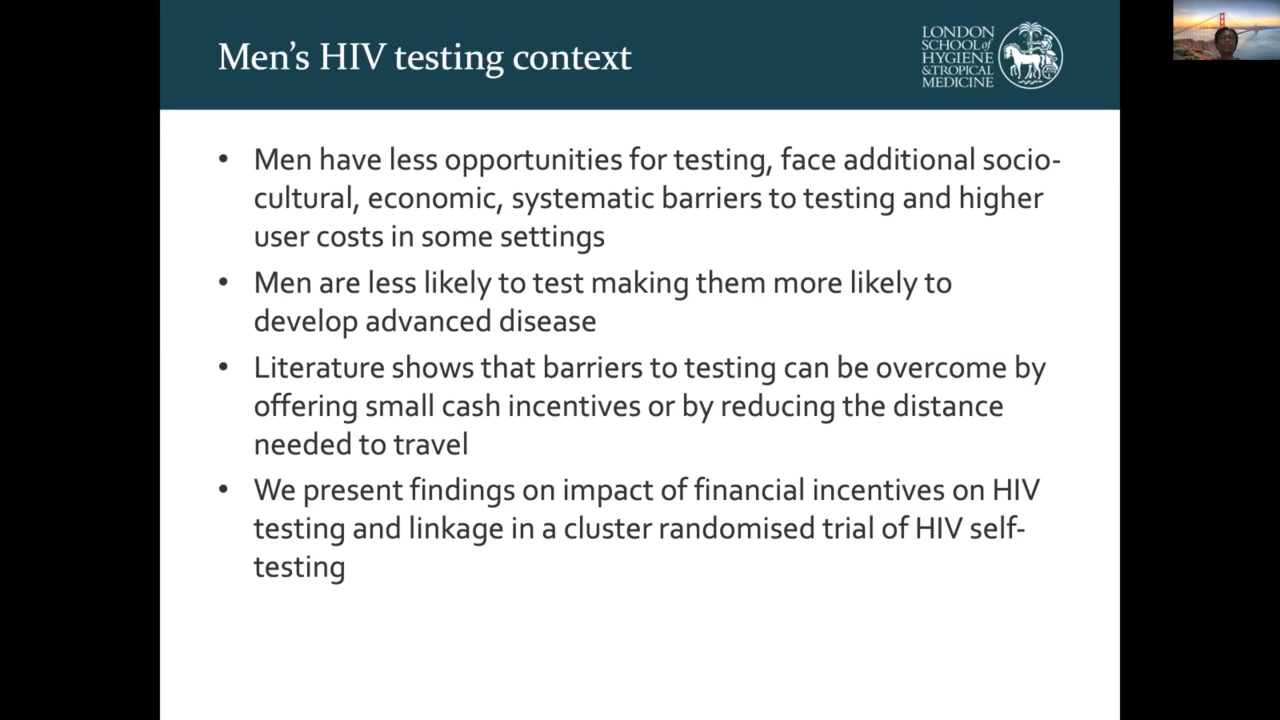 Men's HIV testing context
LONDON
SCHOOL of
HYGIENE
& TROPICAL
MEDICINE
• Men have less opportunities for testing, face additional socio-
cultural, economic, systematic barriers to testing and higher
user costs in some settings
• Men are less likely to test making them more likely to
develop advanced disease
• Literature shows that barriers to testing can be overcome by
offering small cash incentives or by reducing the distance
needed to travel
• We present findings on impact of financial incentives on HIV
testing and linkage in a cluster randomised trial of HIV self-
testing